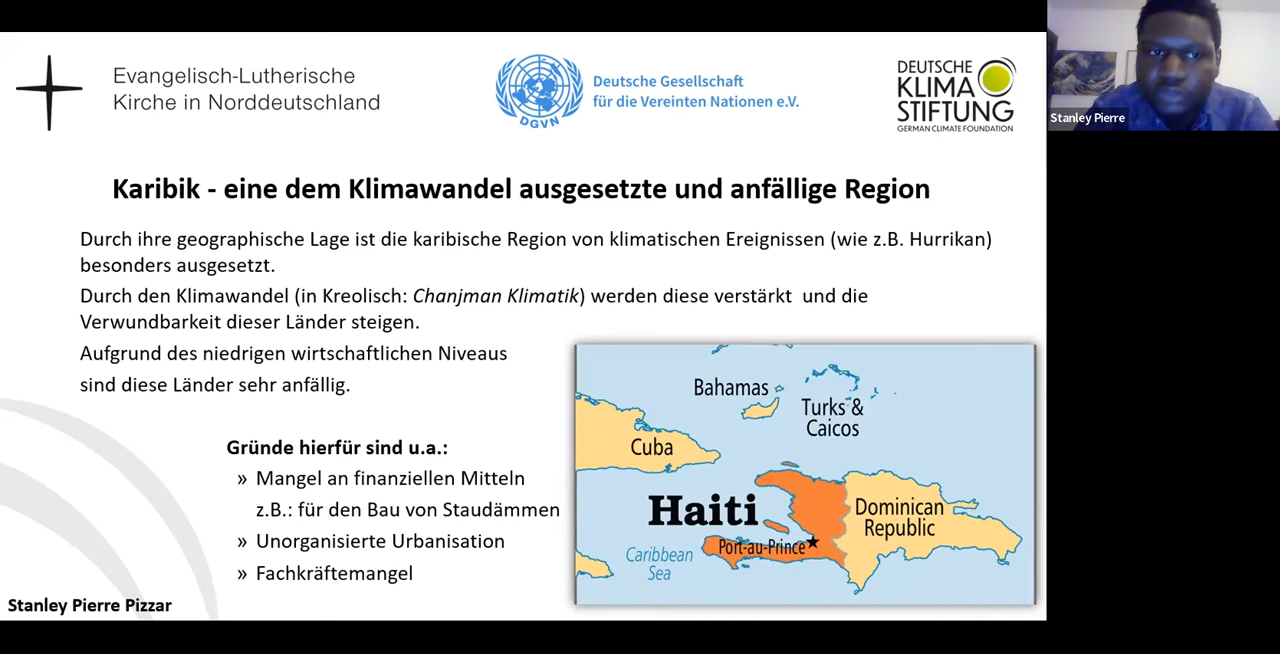 Evangelisch-Lutherische
Kirche in Norddeutschland
DGVN
Deutsche Gesellschaft
für die Vereinten Nationen e.V.
DEUTSCHE
KLIMA
STIFTUNG
GERMAN CLIMATE FOUNDATION
Stanley Pierre
Karibik - eine dem Klimawandel ausgesetzte und anfällige Region
Durch ihre geographische Lage ist die karibische Region von klimatischen Ereignissen (wie z.B. Hurrikan)
besonders ausgesetzt.
Durch den Klimawandel (in Kreolisch: Chanjman Klimatik) werden diese verstärkt und die
Verwundbarkeit dieser Länder steigen.
Aufgrund des niedrigen wirtschaftlichen Niveaus
sind diese Länder sehr anfällig.
Gründe hierfür sind u.a.:
» Mangel an finanziellen Mitteln
z.B.: für den Bau von Staudämmen
» Unorganisierte Urbanisation
» Fachkräftemangel
Bahamas
Turks &
Caicos
Cuba
Haiti
Dominican
Republic
Port-au-Prince
Caribbean
Sea
Stanley Pierre Pizzar